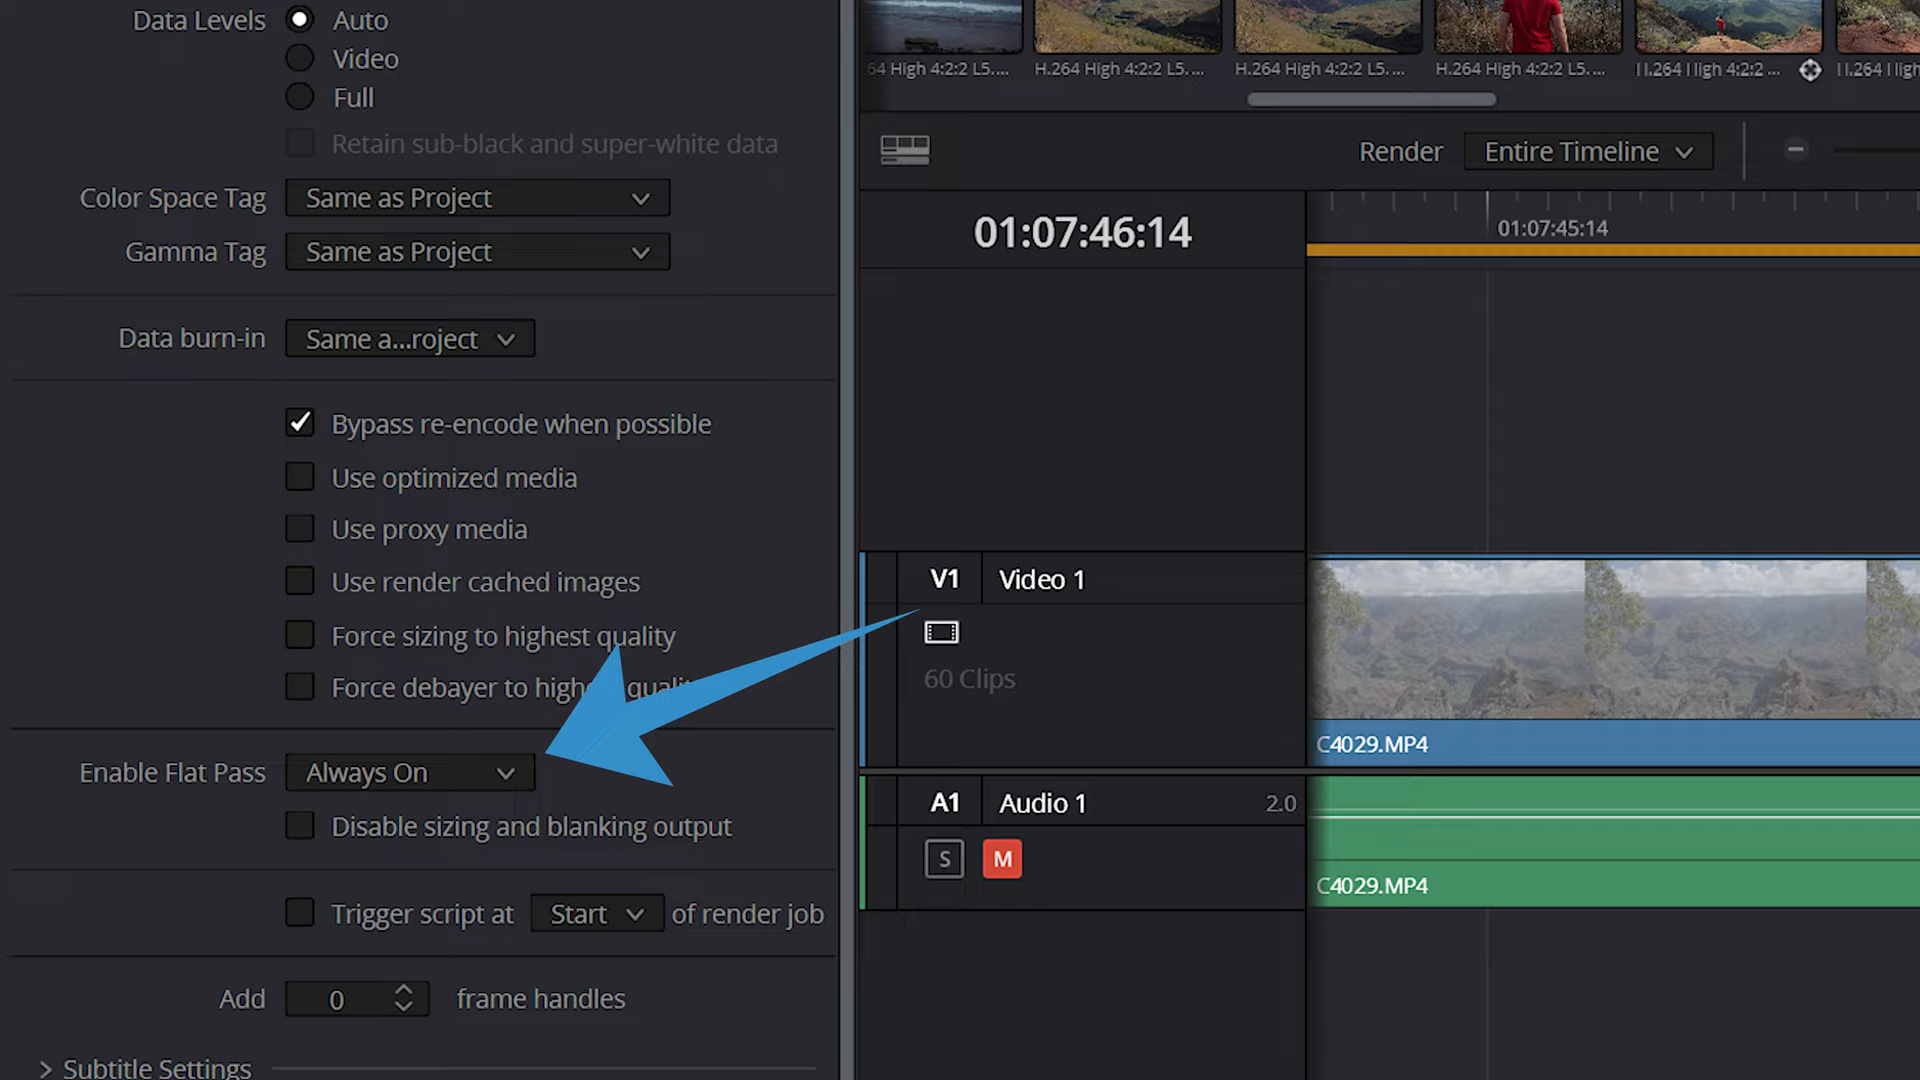 Data Levels
Auto
Video
Full
Retain sub-black and super-white data
Color Space Tag Same as Project
Gamma Tag Same as Project
Data burn-in Same a...roject
Bypass re-encode when possible
Use optimized media
Use proxy media
Use render cached images
Force sizing to highest quality
Force debayer to highest quality
Enable Flat Pass Always On
Disable sizing and blanking output
Trigger script at Start of render job
Add 0 frame handles
Subtitle Settings
64 High 4:2:2 L5.... H.264 High 4:2:2 L5.... H.264 High 4:2:2 L5.... H.264 High 4:2:2 L5.... H.264 High 4:2:2 ... H.264 High
Render Entire Timeline
01:07:46:14
01:07:45:14
V1 Video 1
60 Clips
C4029.MP4
A1 Audio 1 2.0
S M
C4029.MP4